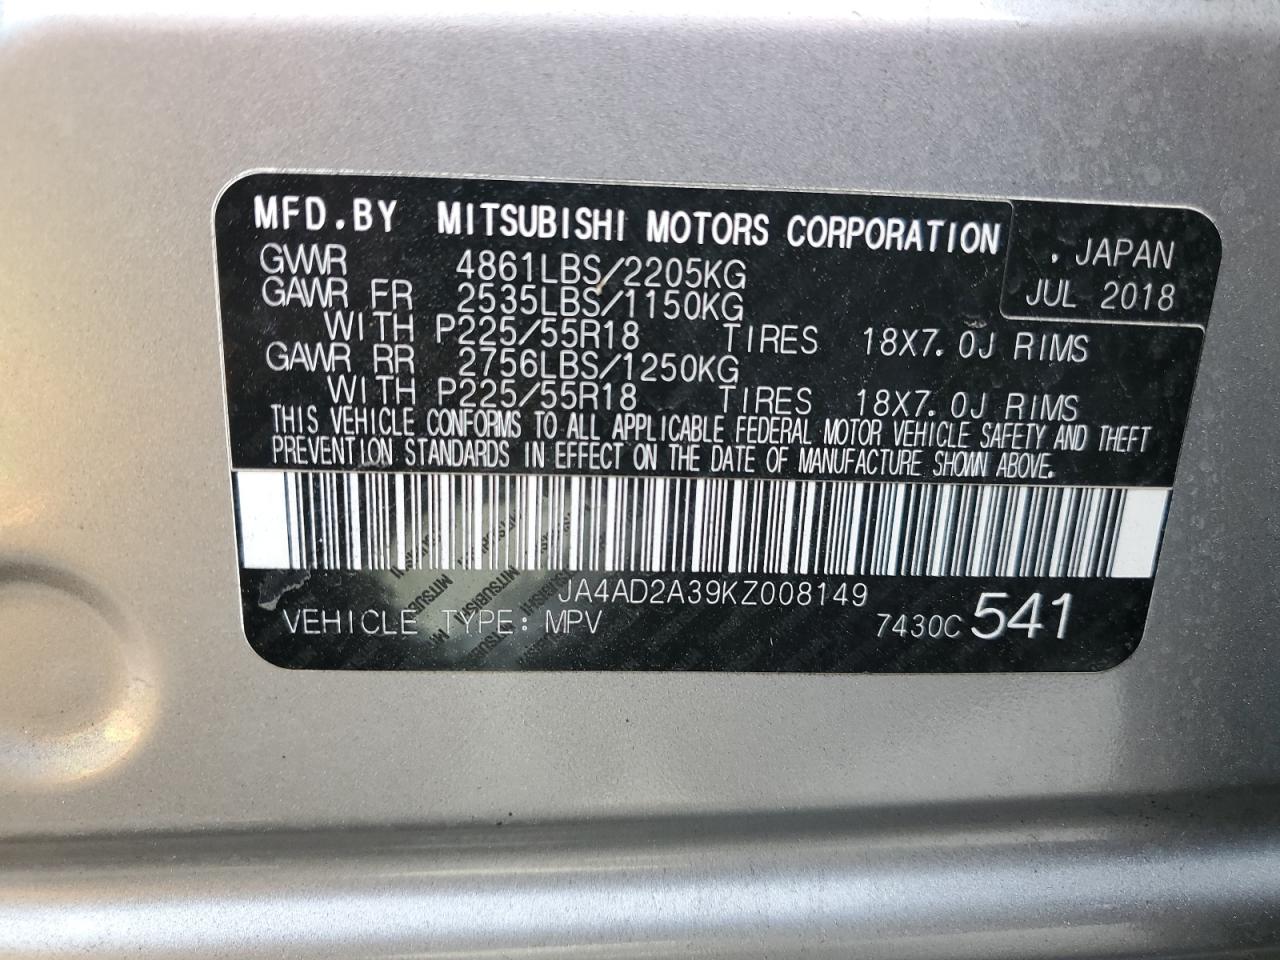 MFD.BY MITSUBISHI MOTORS CORPORATION
. JAPAN
JUL 2018
GVWR 4861LBS/2205KG
GAWR FR 2535LBS/1150KG
WITH P225/55R18 TIRES 18X7.0J RIMS
GAWR RR 2756LBS/1250KG
WITH P225/55R18 TIRES 18X7.0J RIMS
THIS VEHICLE CONFORMS TO ALL APPLICABLE FEDERAL MOTOR VEHICLE SAFETY AND THEFT
PREVENTION STANDARDS IN EFFECT ON THE DATE OF MANUFACTURE SHOWN ABOVE.
JA4AD2A39KZ008149
VEHICLE TYPE: MPV 7430C 541